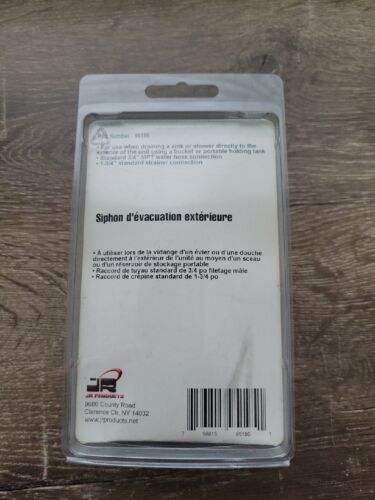 Part Number 95195
• For use when draining a sink or shower directly to the
exterior of the unit using a bucket or portable holding tank
• Standard 3/4" MPT water hose connection
• 1-3/4" standard strainer connection
Siphon d'évacuation extérieure
• À utiliser lors de la vidange d'un évier ou d'une douche
directement à l'extérieur de l'unité au moyen d'un sceau
ou d'un réservoir de stockage portable
• Raccord de tuyau standard de 3/4 po filetage mâle
• Raccord de crépine standard de 1-3/4 po
JR
JR PRODUCTS
9680 County Road
Clarence Ctr, NY 14032
www.jrproducts.net